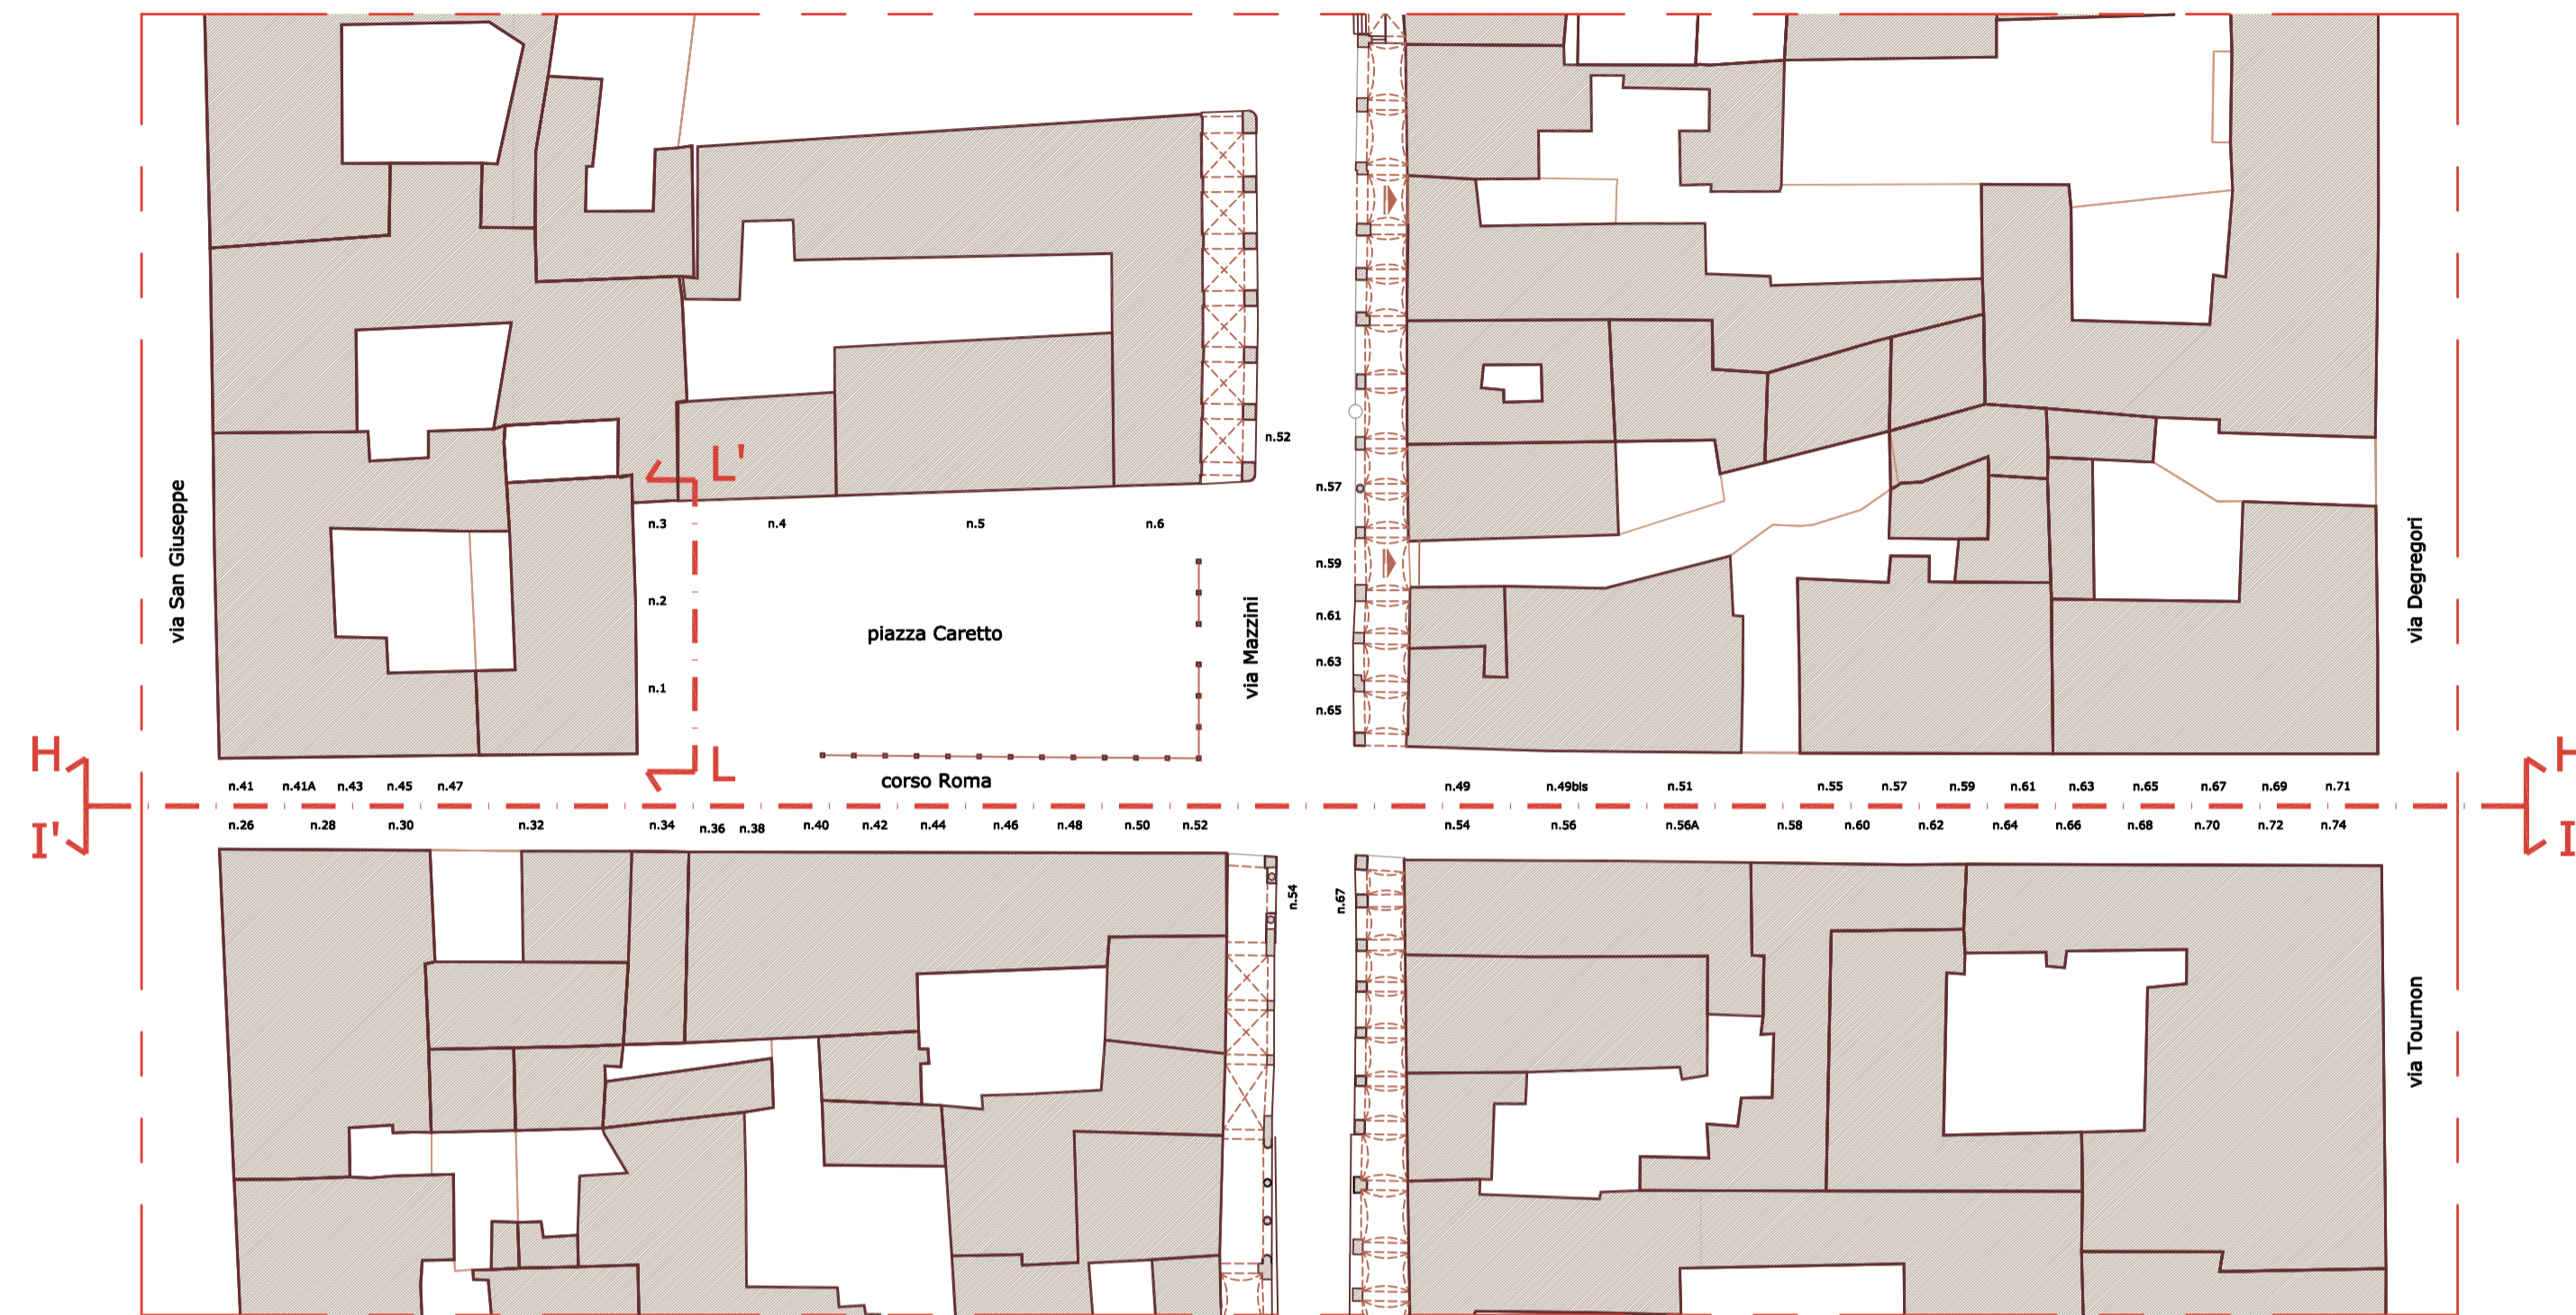 n.52
L'
n.57
via San Giuseppe
n.3
n.4
n.5
n.6
via Degregori
n.59
n.2
n.61
piazza Caretto
via Mazzini
n.63
n.1
n.65
H
L
H
corso Roma
n.41
n.41A
n.43
n.45
n.47
n.49
n.49bis
n.51
n.55
n.57
n.59
n.61
n.63
n.65
n.67
n.69
n.71
n.26
n.28
n.30
n.32
n.34
n.36
n.38
n.40
n.42
n.44
n.46
n.48
n.50
n.52
n.54
n.56
n.56A
n.58
n.60
n.62
n.64
n.66
n.68
n.70
n.72
n.74
I'
I
n.54
n.67
via Tournon